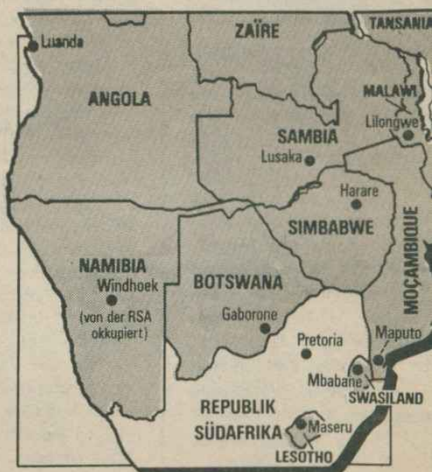 ZAÏRE
TANSANIA
Luanda
ANGOLA
MALAWI
Lilongwe
SAMBIA
Lusaka
Harare
SIMBABWE
MOÇAMBIQUE
NAMIBIA
Windhoek
(von der RSA
okkupiert)
BOTSWANA
Gaborone
Pretoria
Maputo
Mbabane
SWASILAND
REPUBLIK
SÜDAFRIKA
Maseru
LESOTHO